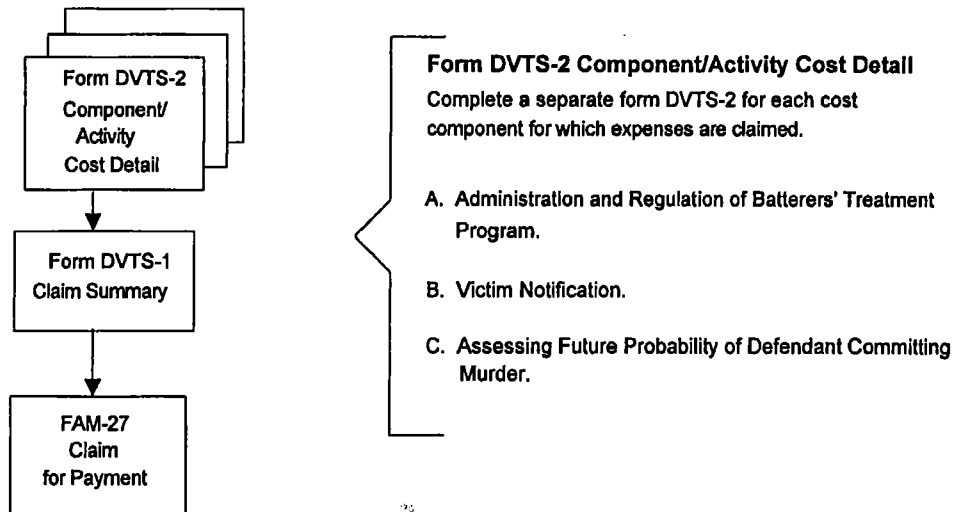 Form DVTS-2
Component/
Activity
Cost Detail
Form DVTS-1
Claim Summary
FAM-27
Claim
for Payment
Form DVTS-2 Component/Activity Cost Detail
Complete a separate form DVTS-2 for each cost
component for which expenses are claimed.
A. Administration and Regulation of Batterers' Treatment
Program.
B. Victim Notification.
C. Assessing Future Probability of Defendant Committing
Murder.